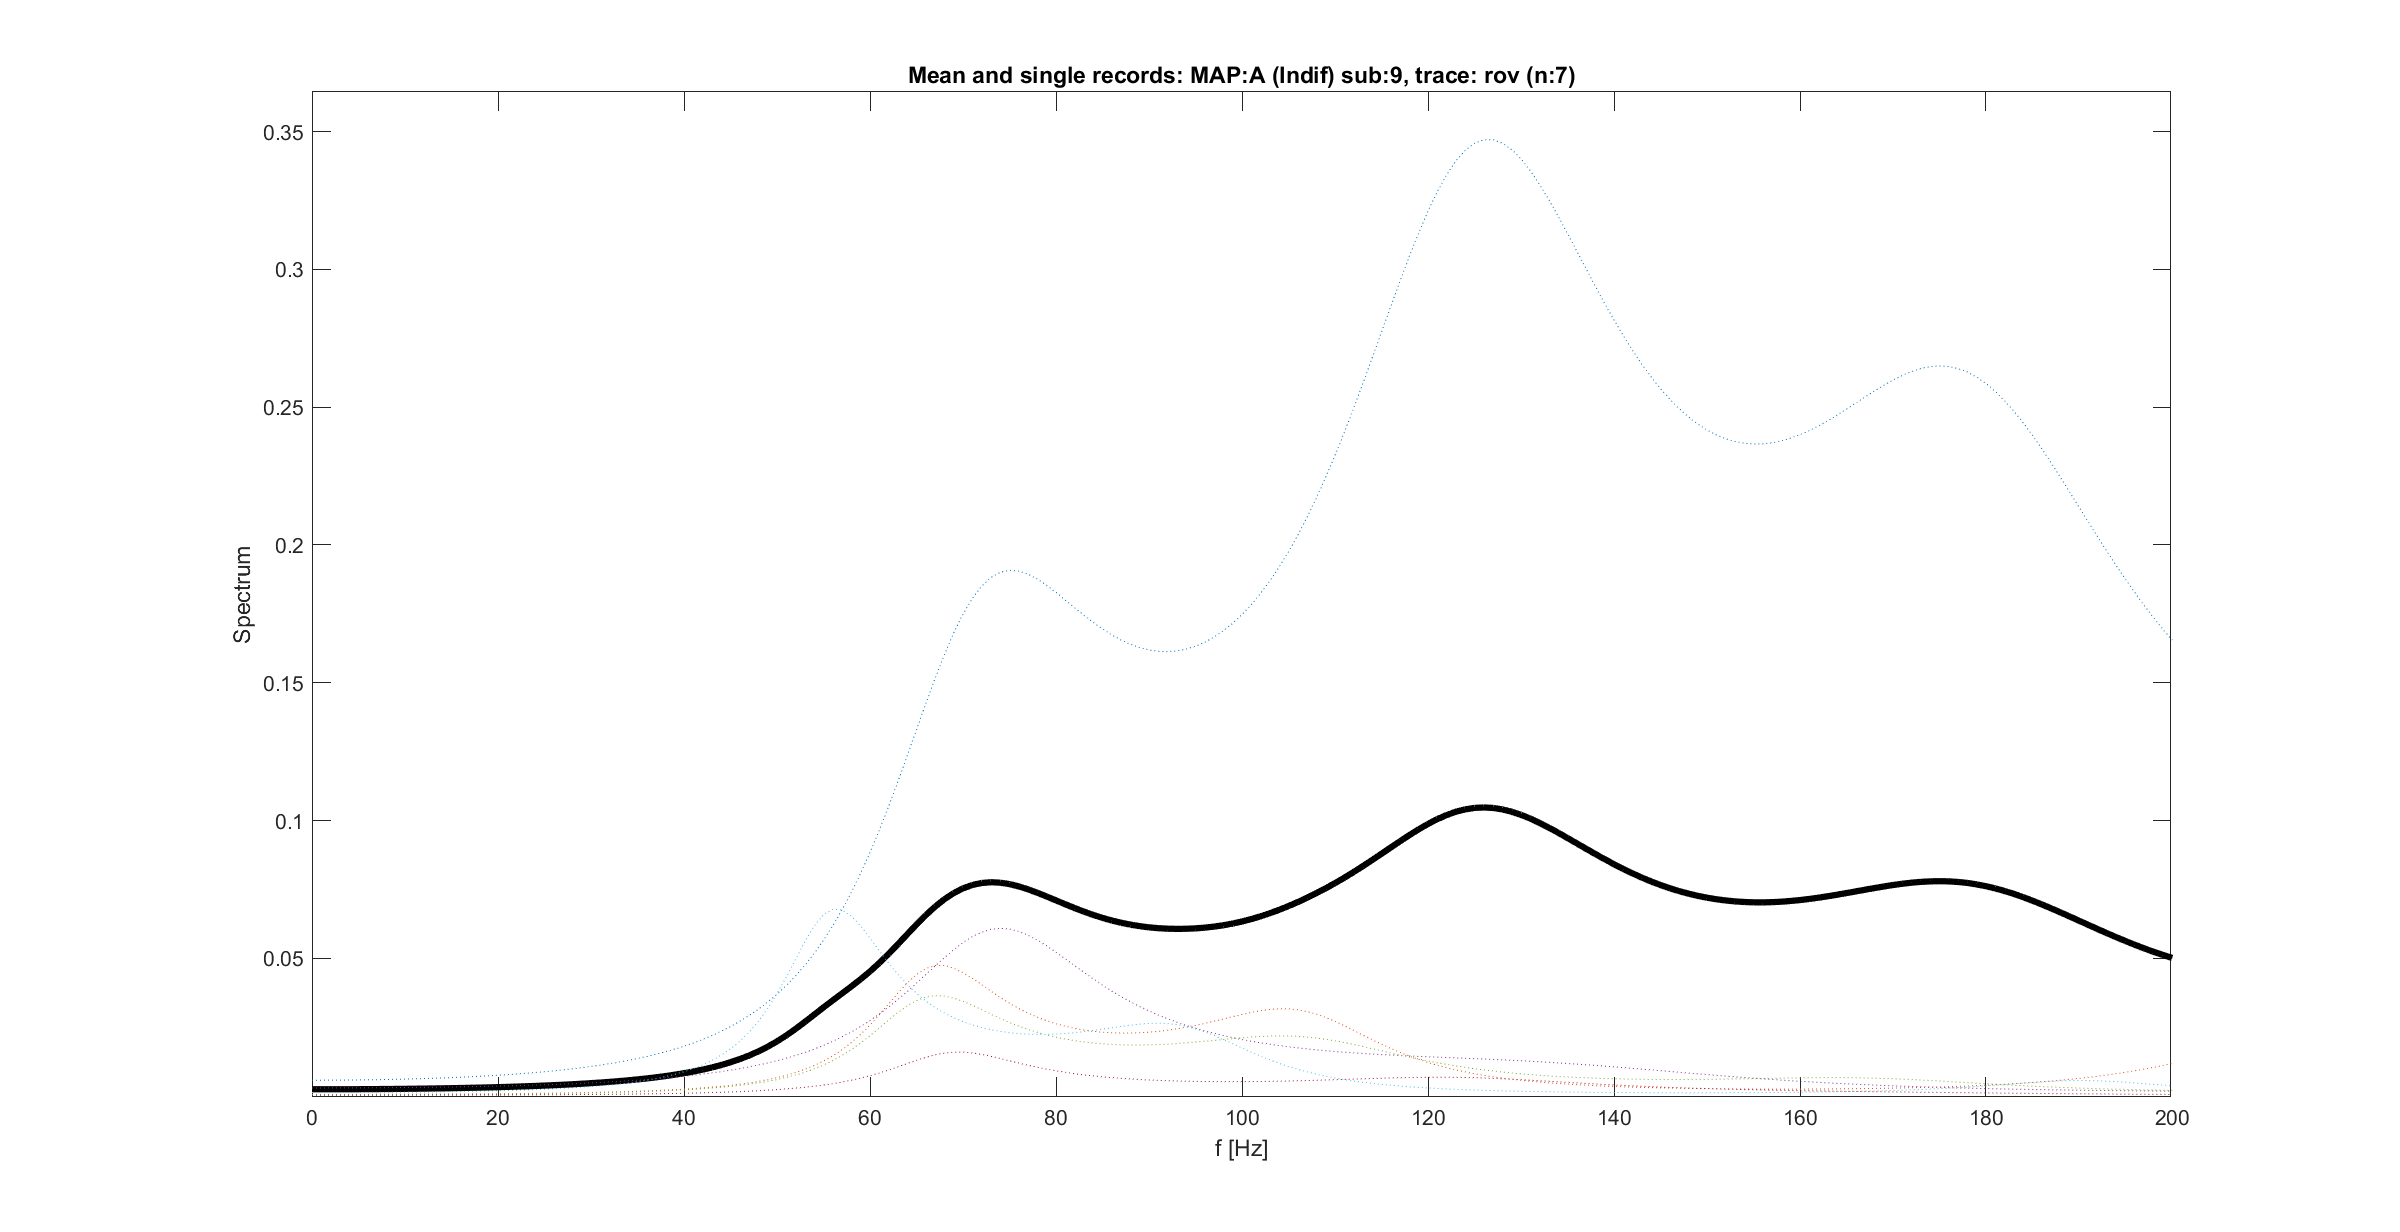 Mean and single records: MAP:A (Indif) sub:9, trace: rov (n:7)
0.35
0.3
0.25
0.2
0.15
0.1
0.05
Spectrum
0 20 40 60 80 100 120 140 160 180 200
f [Hz]